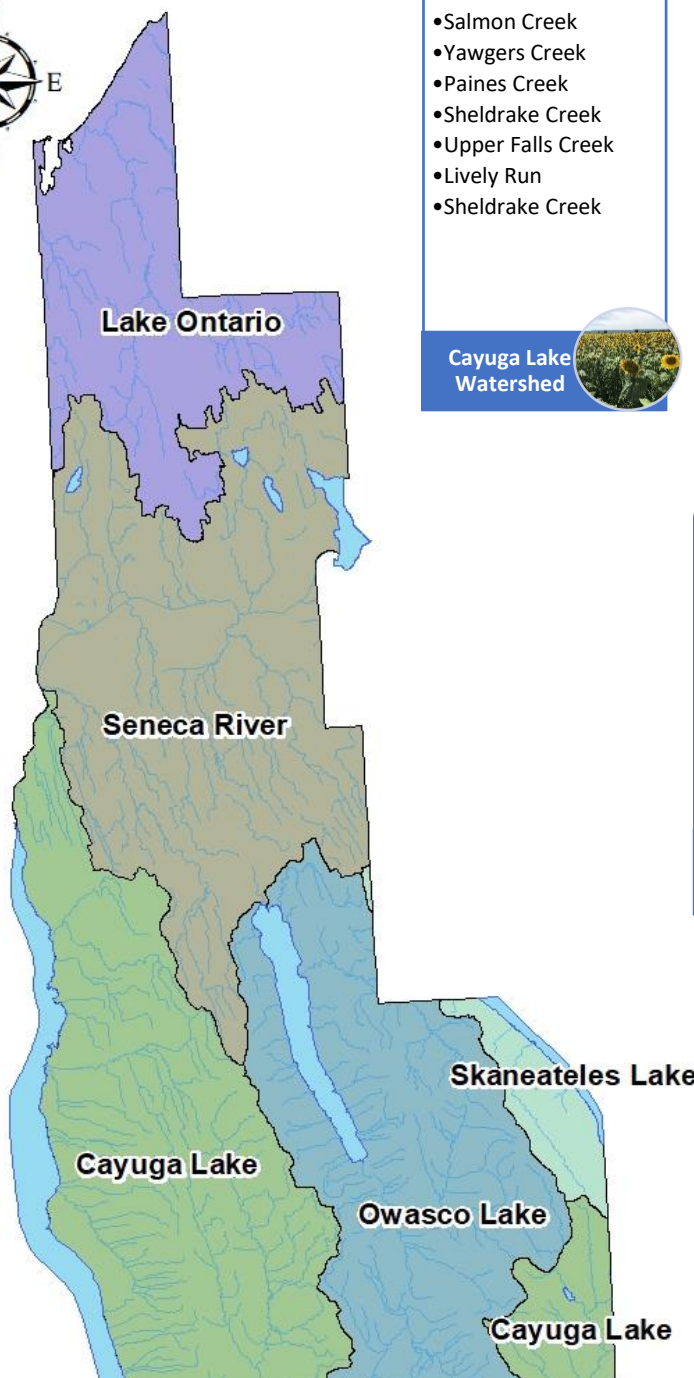 •Salmon Creek
•Yawgers Creek
•Paines Creek
•Sheldrake Creek
•Upper Falls Creek
•Lively Run
•Sheldrake Creek
Cayuga Lake
Watershed
E
Lake Ontario
Seneca River
Skaneateles Lake
Cayuga Lake
Owasco Lake
Cayuga Lake